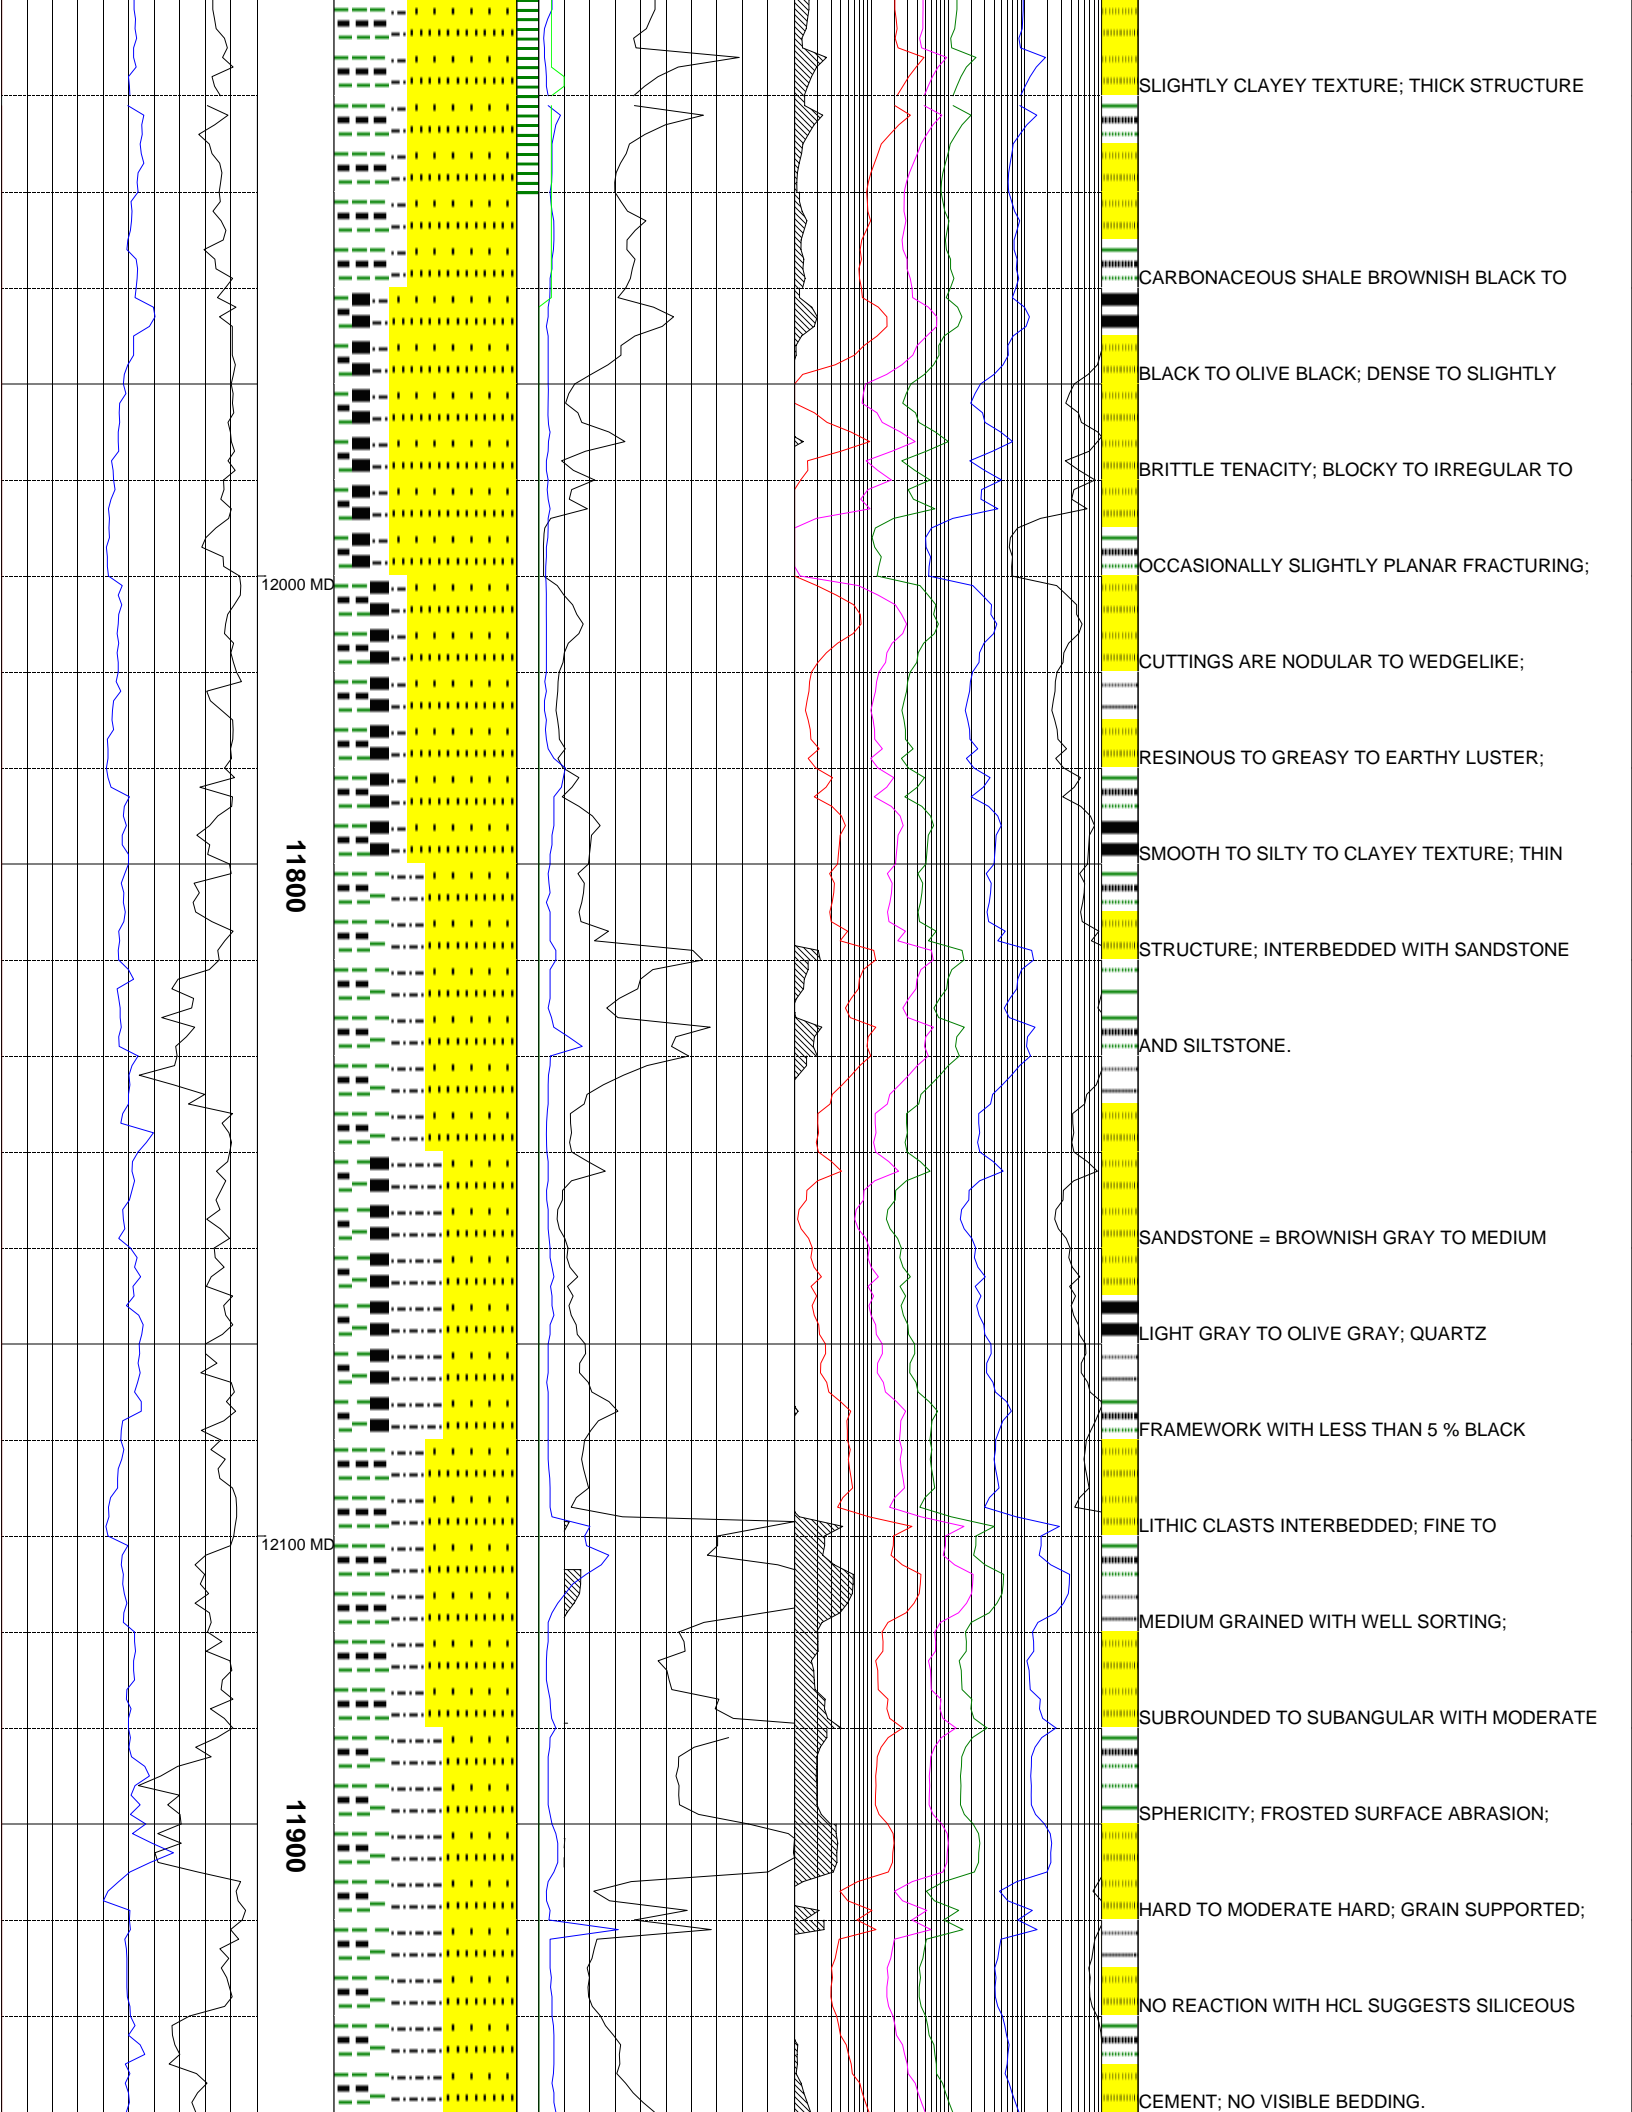 SLIGHTLY CLAYEY TEXTURE; THICK STRUCTURE
CARBONACEOUS SHALE BROWNISH BLACK TO
BLACK TO OLIVE BLACK; DENSE TO SLIGHTLY
BRITTLE TENACITY; BLOCKY TO IRREGULAR TO
OCCASIONALLY SLIGHTLY PLANAR FRACTURING;
12000 MD
CUTTINGS ARE NODULAR TO WEDGELIKE;
RESINOUS TO GREASY TO EARTHY LUSTER;
SMOOTH TO SILTY TO CLAYEY TEXTURE; THIN
11800
STRUCTURE; INTERBEDDED WITH SANDSTONE
AND SILTSTONE.
SANDSTONE = BROWNISH GRAY TO MEDIUM
LIGHT GRAY TO OLIVE GRAY; QUARTZ
FRAMEWORK WITH LESS THAN 5 % BLACK
LITHIC CLASTS INTERBEDDED; FINE TO
12100 MD
MEDIUM GRAINED WITH WELL SORTING;
SUBROUNDED TO SUBANGULAR WITH MODERATE
SPHERICITY; FROSTED SURFACE ABRASION;
11900
HARD TO MODERATE HARD; GRAIN SUPPORTED;
NO REACTION WITH HCL SUGGESTS SILICEOUS
CEMENT; NO VISIBLE BEDDING.